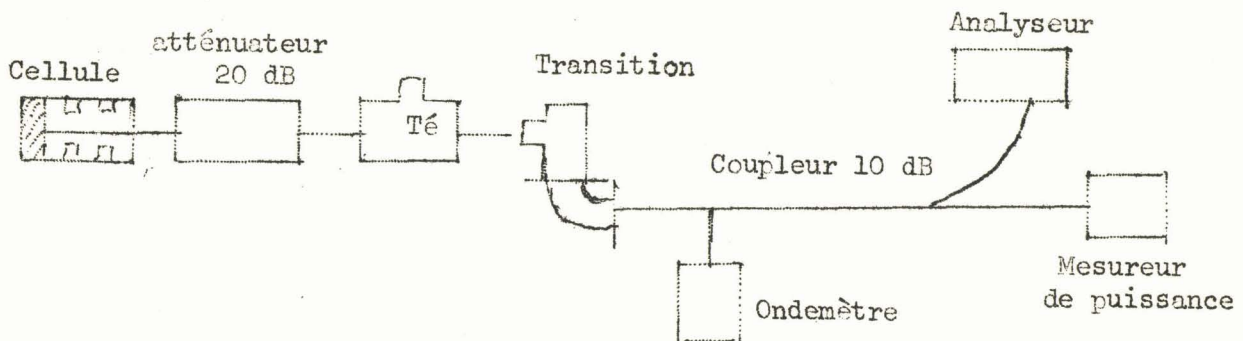 Analyseur
atténuateur
20 dB
Cellule
Transition
Té
Coupleur 10 dB
Ondemètre
Mesureur
de puissance